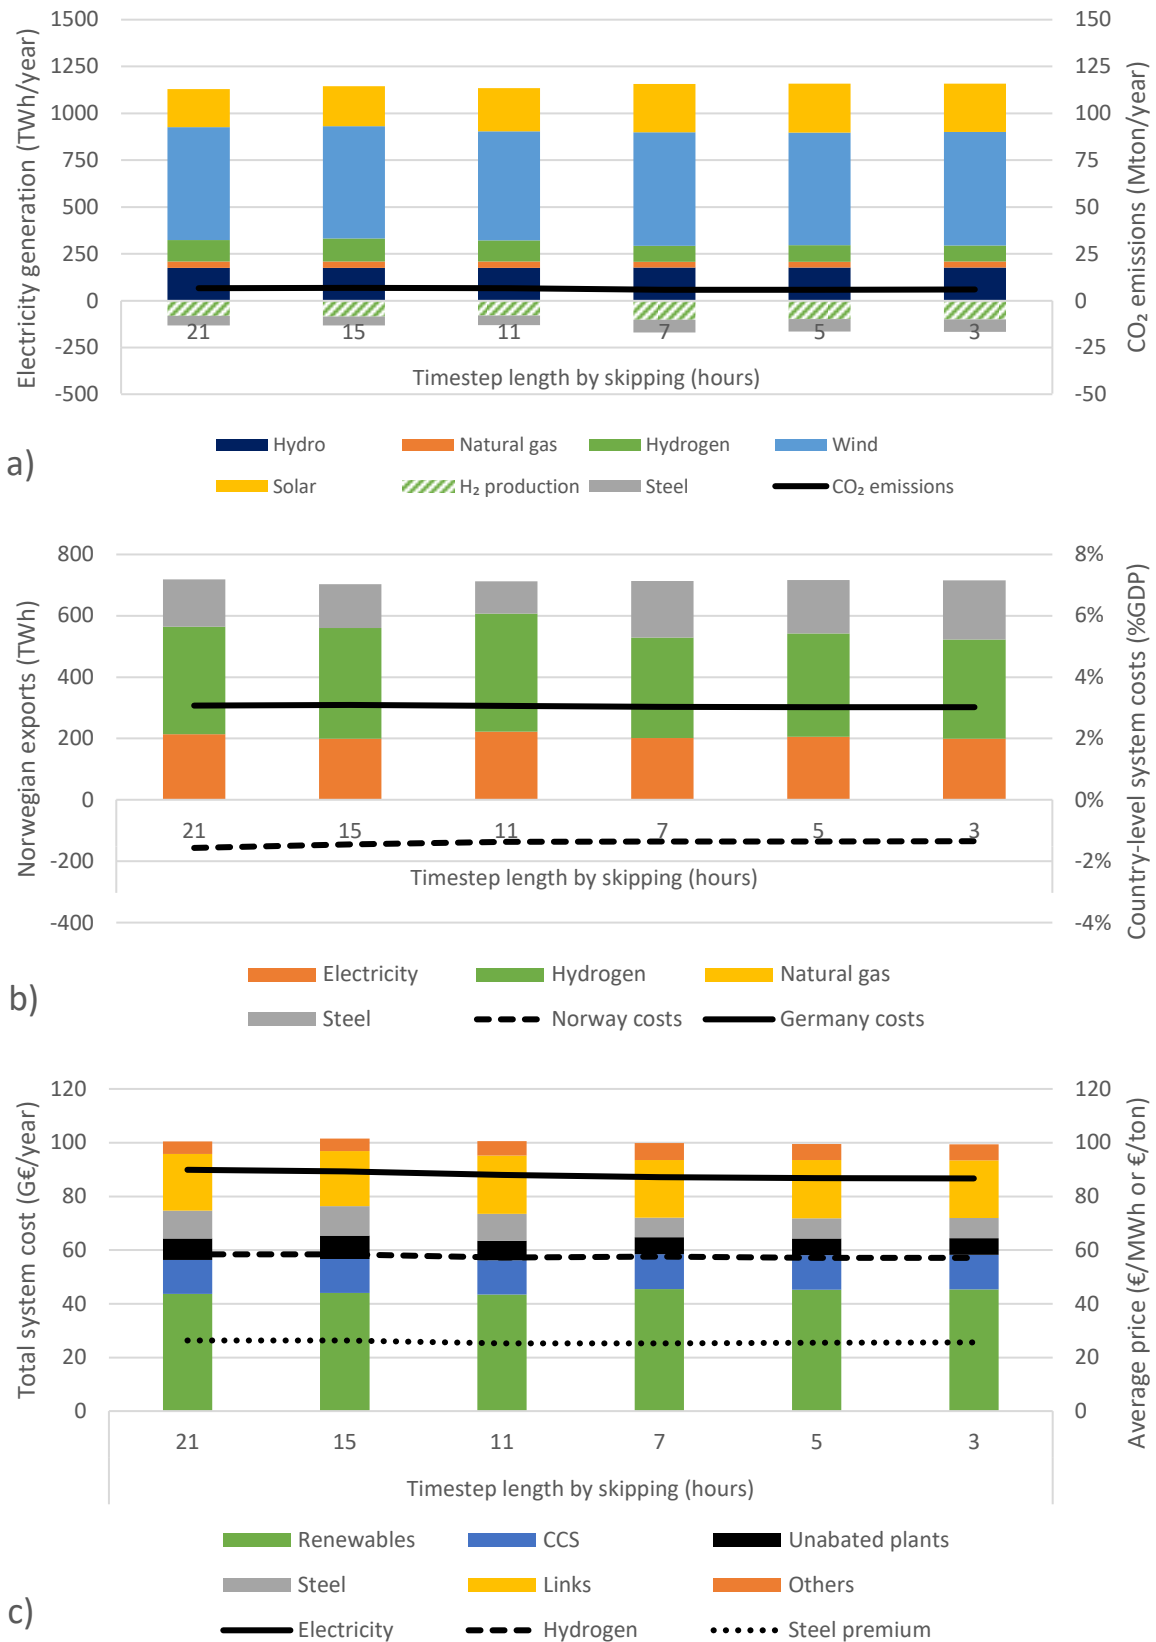 1500
1250
1000
750
500
250
0
-250
-500
Electricity generation (TWh/year)
150
125
100
75
50
25
0
-25
-50
CO₂ emissions (Mton/year)
21 15 11 7 5 3
Timestep length by skipping (hours)
Hydro Natural gas Hydrogen Wind
Solar H₂ production Steel CO₂ emissions
a)
800
600
400
200
0
-200
-400
Norwegian exports (TWh)
8%
6%
4%
2%
0%
-2%
-4%
Country-level system costs (%GDP)
21 15 11 7 5 3
Timestep length by skipping (hours)
Electricity Hydrogen Natural gas
Steel Norway costs Germany costs
b)
120
100
80
60
40
20
0
Total system cost (G€/year)
120
100
80
60
40
20
0
Average price (€/MWh or €/ton)
21 15 11 7 5 3
Timestep length by skipping (hours)
Renewables CCS Unabated plants
Steel Links Others
Electricity Hydrogen Steel premium
c)